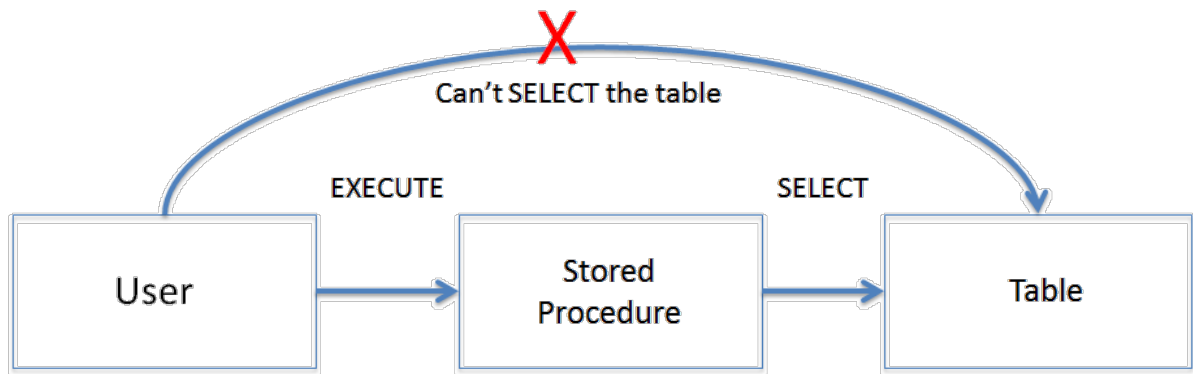 X
Can’t SELECT the table
EXECUTE
SELECT
User
Stored
Procedure
Table